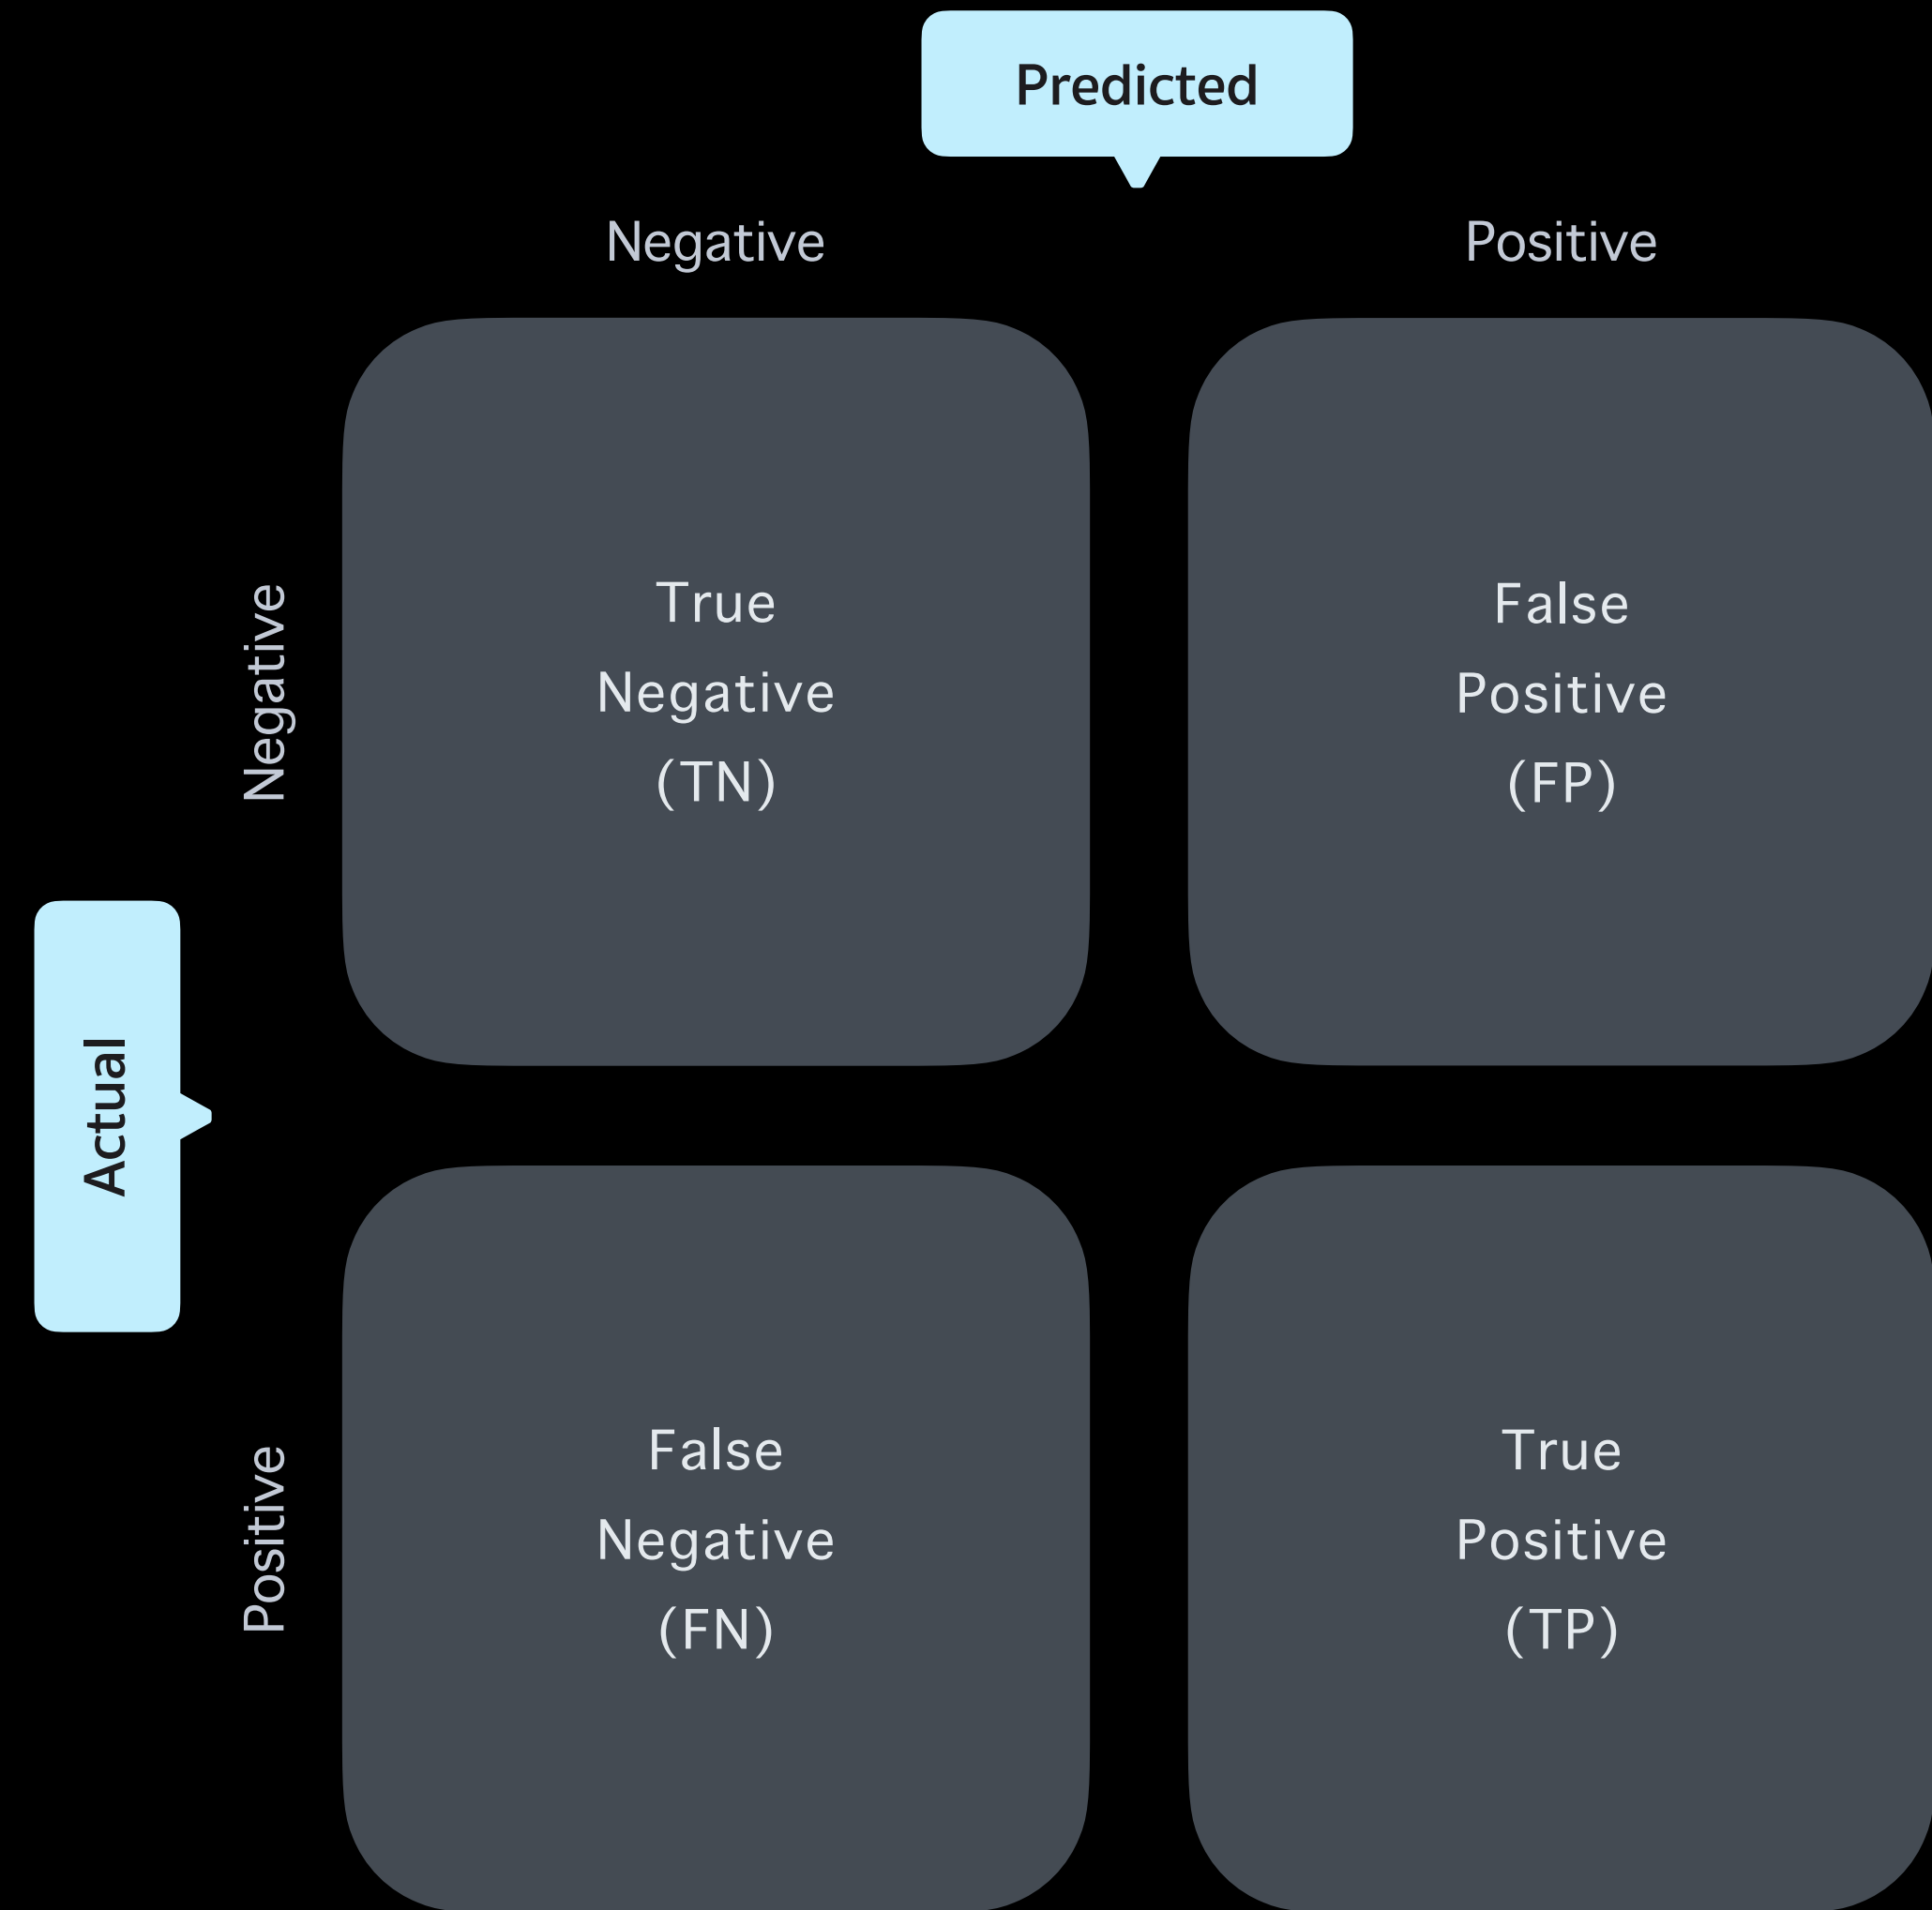 Predicted
Negative
Positive
Negative
True
Negative
(TN)
False
Positive
(FP)
Actual
Positive
False
Negative
(FN)
True
Positive
(TP)